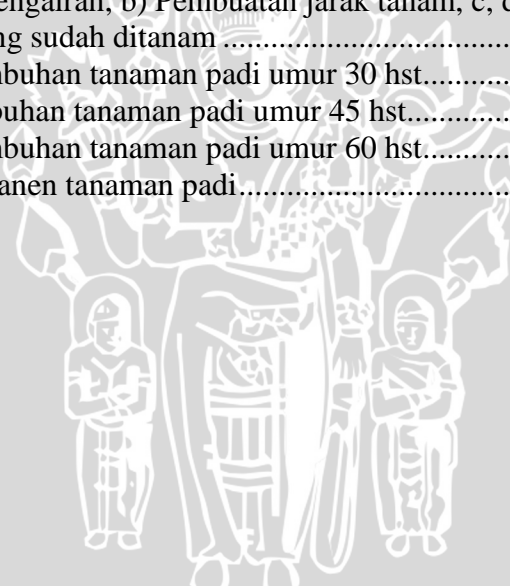 engairan, b) Pembuatan jarak tanam, c, d
ng sudah ditanam ....................................
nbuhan tanaman padi umur 30 hst............
buhan tanaman padi umur 45 hst..............
nbuhan tanaman padi umur 60 hst............
anen tanaman padi...................................